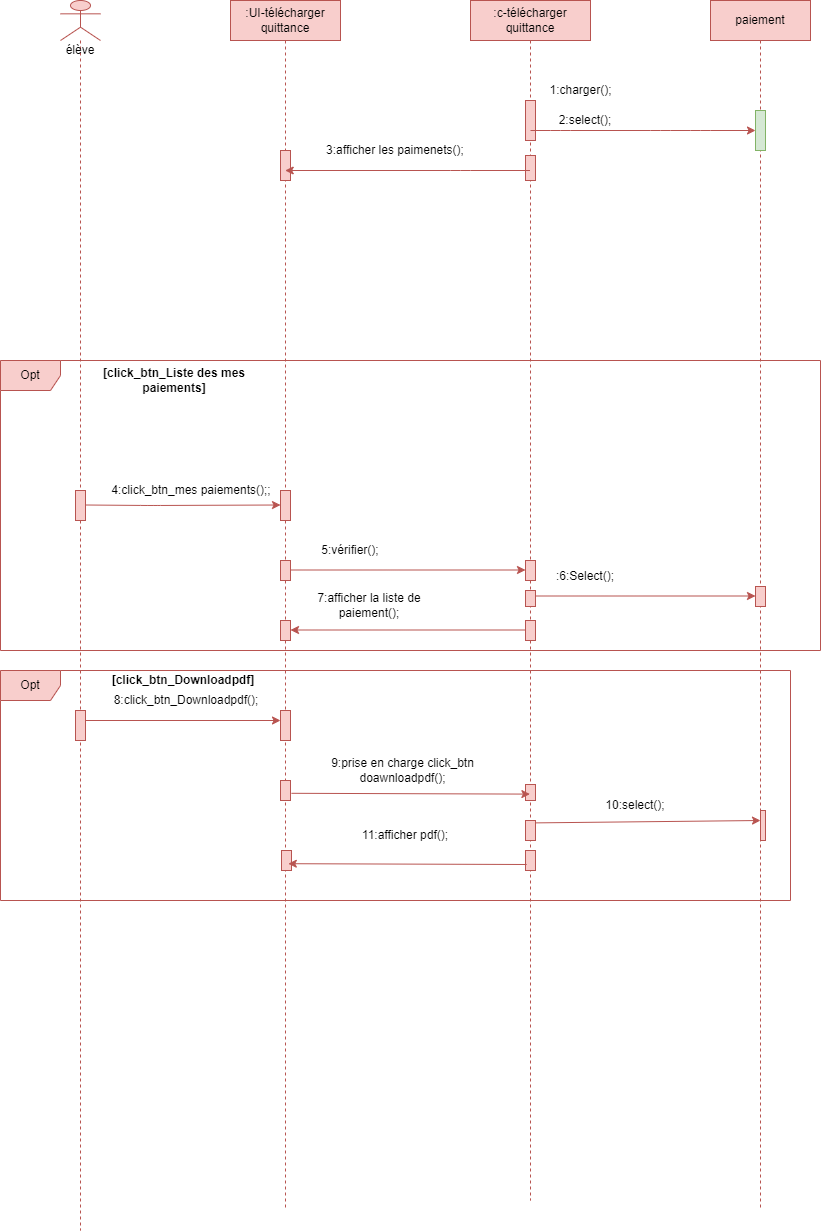 élève
:UI-télécharger
quittance
:c-télécharger
quittance
paiement
1:charger();
2:select();
3:afficher les paimenets();
Opt
[click_btn_Liste des mes
paiements]
4:click_btn_mes paiements();;
5:vérifier();
:6:Select();
7:afficher la liste de
paiement();
Opt
[click_btn_Downloadpdf]
8:click_btn_Downloadpdf();
9:prise en charge click_btn
doawnloadpdf();
10:select();
11:afficher pdf();